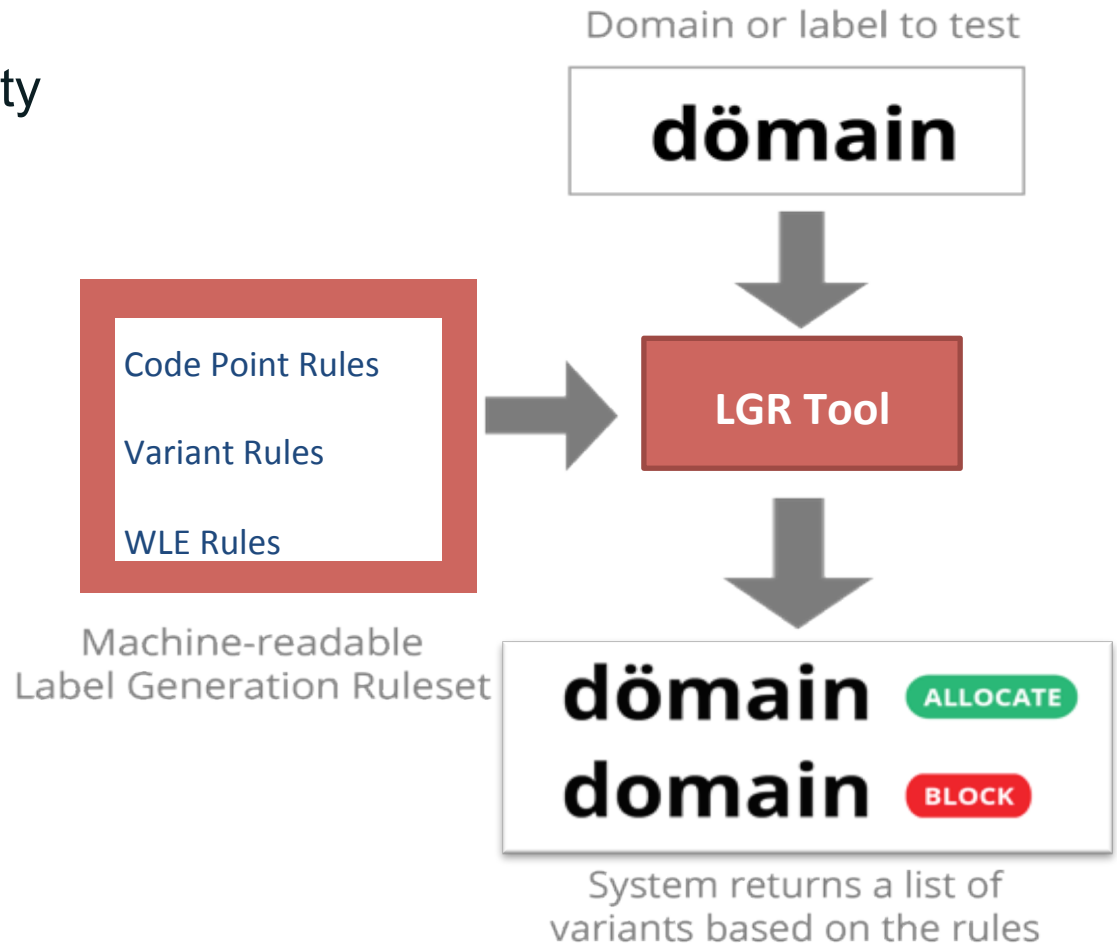 Domain or label to test
ty
dömain
Code Point Rules
Variant Rules
WLE Rules
LGR Tool
Machine-readable
Label Generation Ruleset
dömain ALLOCATE
domain BLOCK
System returns a list of
variants based on the rules